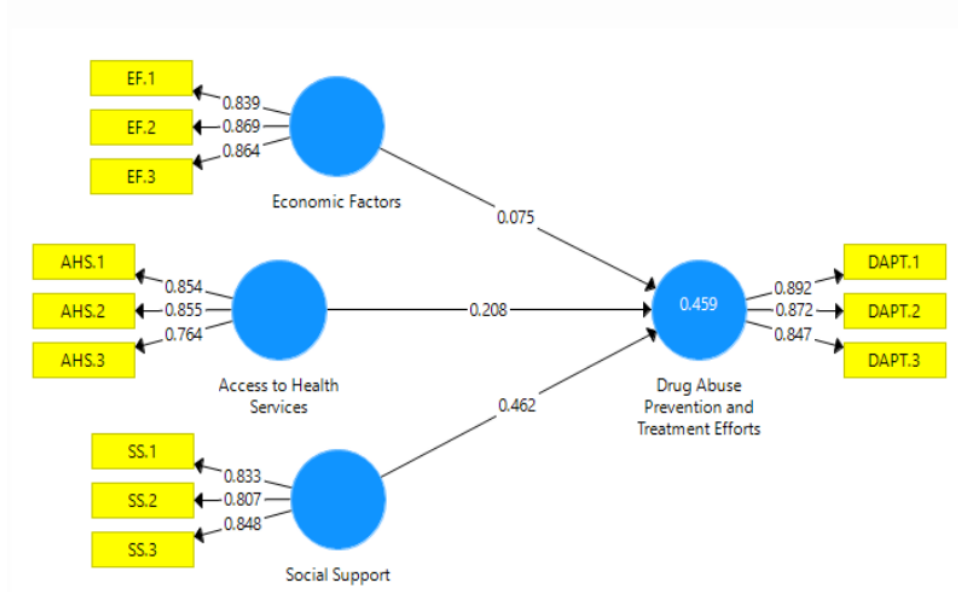 EF.1
0.839
EF.2
0.869
0.864
EF.3
Economic Factors
0.075
AHS.1
0.854
AHS.2
0.855
0.764
AHS.3
Access to Health
Services
0.208
0.459
Drug Abuse
Prevention and
Treatment Efforts
0.892
DAPT.1
0.872
DAPT.2
0.847
DAPT.3
0.462
SS.1
0.833
SS.2
0.807
0.848
SS.3
Social Support